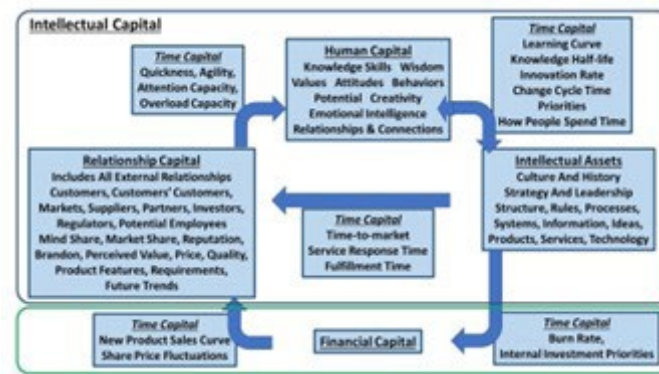 Intellectual Capital
Time Capital
Quickness, Agility,
Attention Capacity,
Overload Capacity
Human Capital
Knowledge Skills Wisdom
Values Attitudes Behaviors
Potential Creativity
Emotional Intelligence
Relationships & Connections
Time Capital
Learning Curve
Knowledge Half-life
Innovation Rate
Change Cycle Time
Priorities
How People Spend Time
Relationship Capital
Includes All External Relationships
Customers, Customers' Customers,
Markets, Suppliers, Partners, Investors,
Regulators, Potential Employees
Mind Share, Market Share, Reputation,
Brandon, Perceived Value, Price, Quality,
Product Features, Requirements,
Future Trends
Time Capital
Time-to-market
Service Response Time
Fulfillment Time
Intellectual Assets
Culture And History
Strategy And Leadership
Structure, Rules, Processes,
Systems, Information, Ideas,
Products, Services, Technology
Time Capital
New Product Sales Curve
Share Price Fluctuations
Financial Capital
Time Capital
Burn Rate,
Internal Investment Priorities